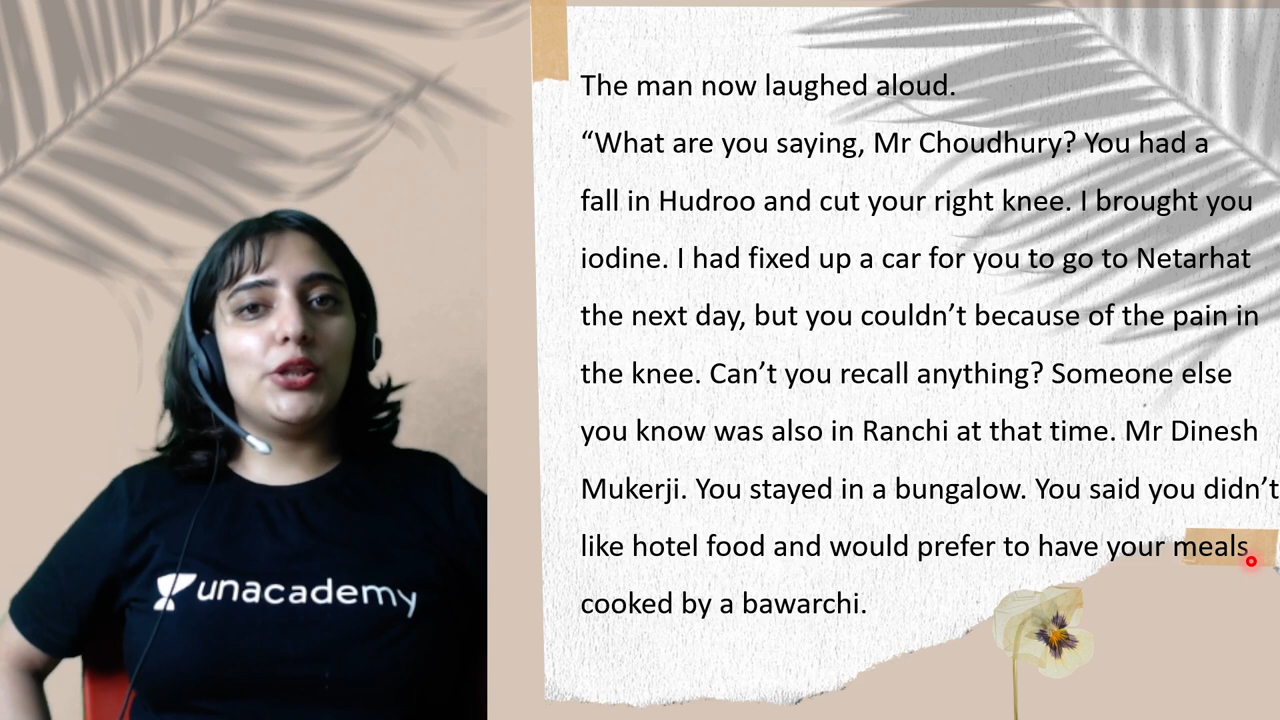 The man now laughed aloud.
“What are you saying, Mr Choudhury? You had a
fall in Hudroo and cut your right knee. I brought you
iodine. I had fixed up a car for you to go to Netarhat
the next day, but you couldn’t because of the pain in
the knee. Can’t you recall anything? Someone else
you know was also in Ranchi at that time. Mr Dinesh
Mukerji. You stayed in a bungalow. You said you didn’t
like hotel food and would prefer to have your meals
cooked by a bawarchi.
unacademy